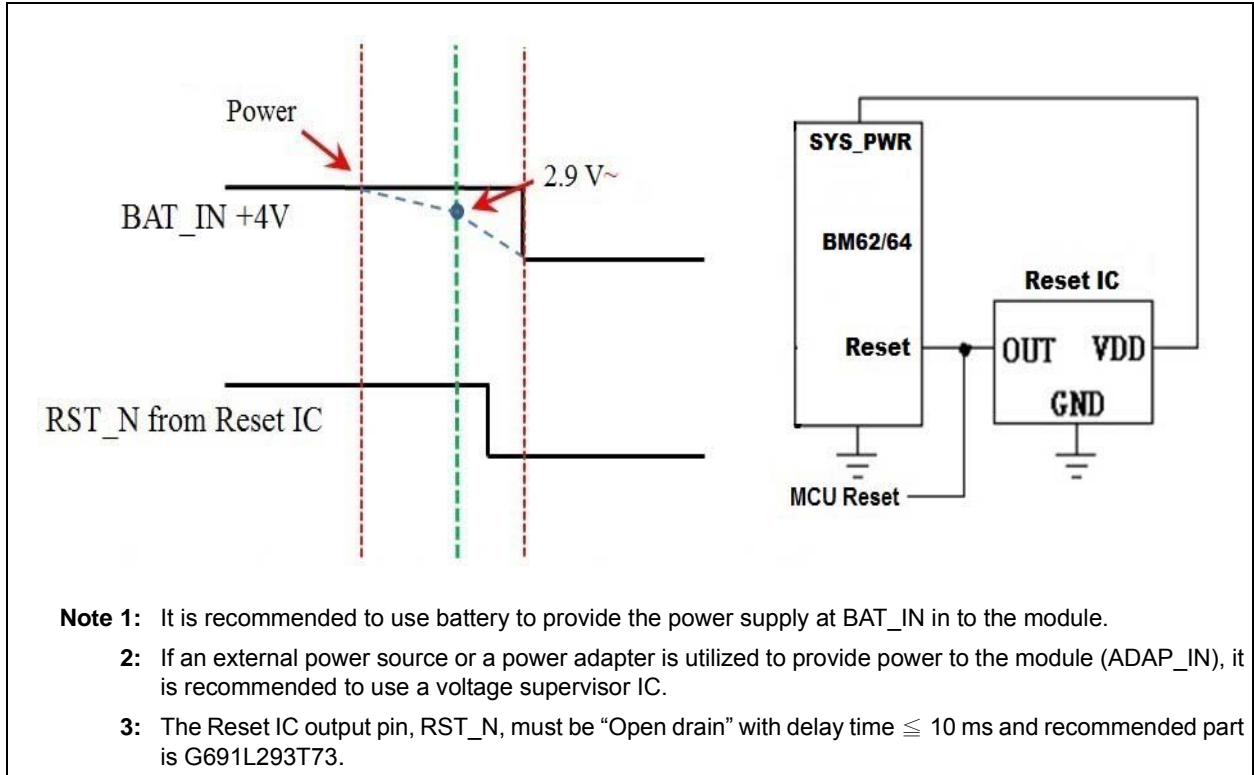 Power
2.9 V~
BAT_IN +4V
RST_N from Reset IC
SYS_PWR
BM62/64
Reset IC
Reset
OUT VDD
GND
MCU Reset
Note 1: It is recommended to use battery to provide the power supply at BAT_IN in to the module.
2: If an external power source or a power adapter is utilized to provide power to the module (ADAP_IN), it
is recommended to use a voltage supervisor IC.
3: The Reset IC output pin, RST_N, must be “Open drain” with delay time ≦ 10 ms and recommended part
is G691L293T73.